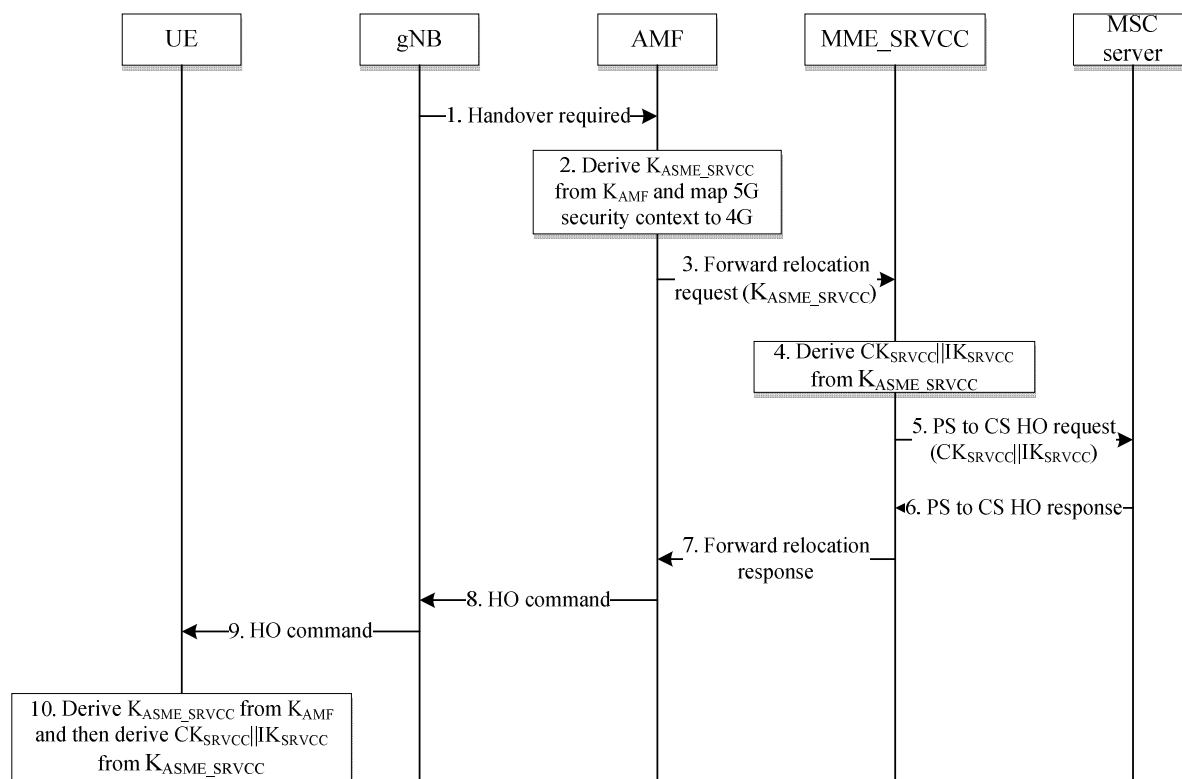 UE
gNB
AMF
MME_SRVCC
MSC
server
1. Handover required
2. Derive KASME_SRVCC
from KAMF and map 5G
security context to 4G
3. Forward relocation
request (KASME_SRVCC)
4. Derive CKSRVCC||IKSRVCC
from KASME_SRVCC
5. PS to CS HO request
(CKSRVCC||IKSRVCC)
6. PS to CS HO response
7. Forward relocation
response
8. HO command
9. HO command
10. Derive KASME_SRVCC from KAMF
and then derive CKSRVCC||IKSRVCC
from KASME_SRVCC